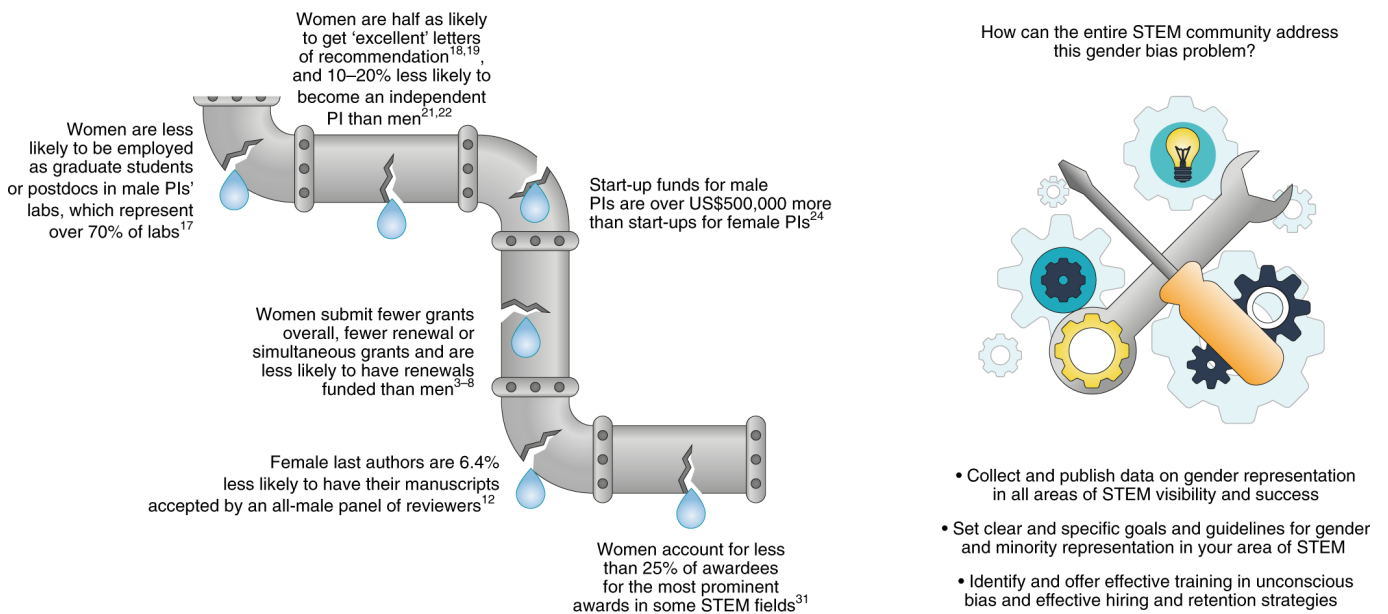 Women are half as likely
to get ‘excellent’ letters
of recommendation18,19,
and 10–20% less likely to
become an independent
PI than men21,22
Women are less
likely to be employed
as graduate students
or postdocs in male PIs’
labs, which represent
over 70% of labs17
Start-up funds for male
PIs are over US$500,000 more
than start-ups for female PIs24
Women submit fewer grants
overall, fewer renewal or
simultaneous grants and are
less likely to have renewals
funded than men3–8
Female last authors are 6.4%
less likely to have their manuscripts
accepted by an all-male panel of reviewers12
Women account for less
than 25% of awardees
for the most prominent
awards in some STEM fields31
How can the entire STEM community address
this gender bias problem?
• Collect and publish data on gender representation
in all areas of STEM visibility and success
• Set clear and specific goals and guidelines for gender
and minority representation in your area of STEM
• Identify and offer effective training in unconscious
bias and effective hiring and retention strategies